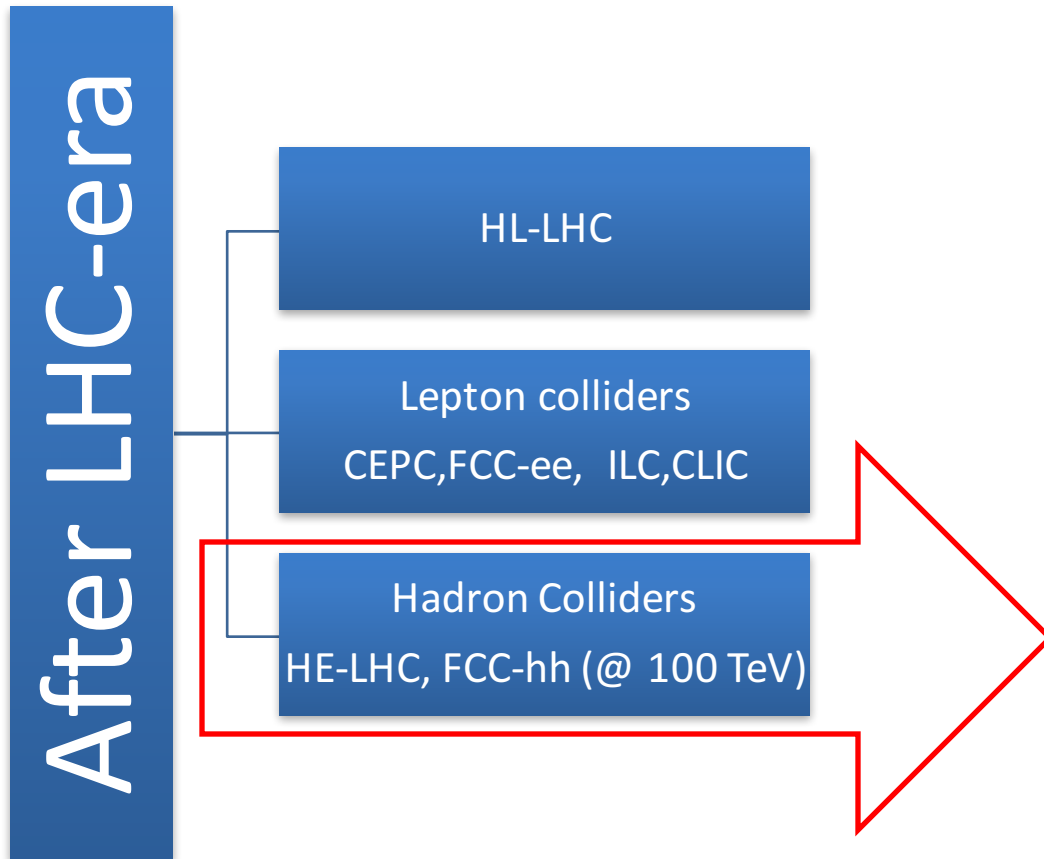 After LHC-era
HL-LHC
Lepton colliders
CEPC,FCC-ee, ILC,CLIC
Hadron Colliders
HE-LHC, FCC-hh (@ 100 TeV)